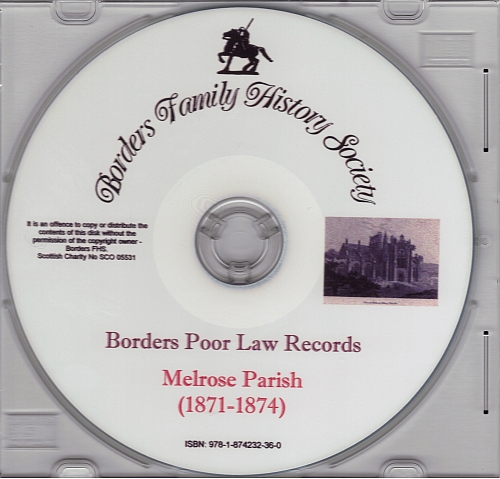 Borders Family History Society
It is an offence to copy or distribute the
contents of this disk without the
permission of the copyright owner -
Borders FHS.
Scottish Charity No SCO 05531
Borders Poor Law Records
Melrose Parish
(1871-1874)
ISBN: 978-1-874232-36-0